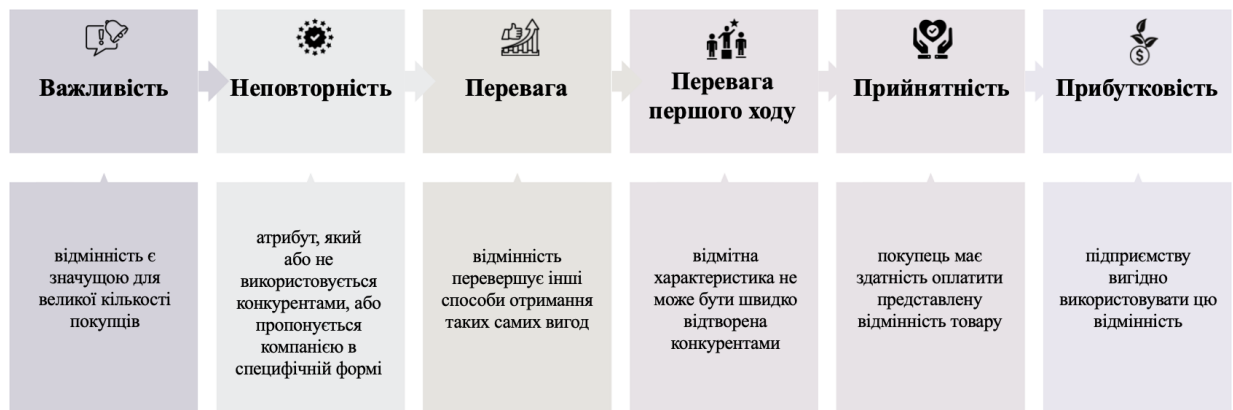 Важливість
Неповторність
Перевага
Перевага
першого ходу
Прийнятність
Прибутковість
відмінність є
значущою для
великої кількості
покупців
атрибут, який
або не
використовується
конкурентами, або
пропонується
компанією в
специфічній формі
відмінність
перевершує інші
способи отримання
таких самих вигод
відмітна
характеристика не
може бути швидко
відтворена
конкурентами
покупець має
здатність оплатити
представлену
відмінність товару
підприємству
вигідно
використовувати цю
відмінність